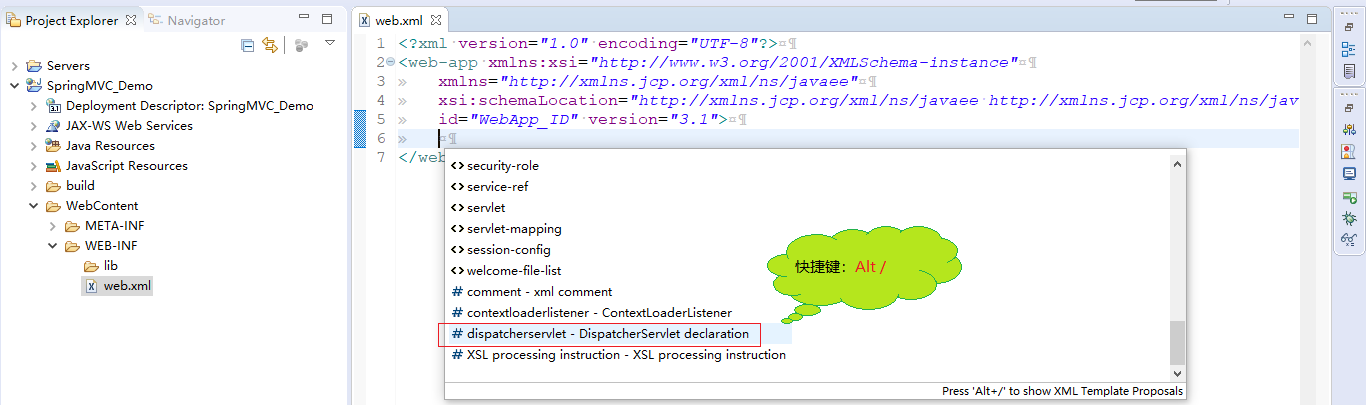 Project Explorer
Navigator
Servers
SpringMVC_Demo
Deployment Descriptor: SpringMVC_Demo
JAX-WS Web Services
Java Resources
JavaScript Resources
build
WebContent
META-INF
WEB-INF
lib
web.xml
web.xml
1 <?xml version="1.0" encoding="UTF-8"?>¤¶
2 <web-app xmlns:xsi="http://www.w3.org/2001/XMLSchema-instance"¤¶
3 » xmlns="http://xmlns.jcp.org/xml/ns/javaee"¤¶
4 » xsi:schemaLocation="http://xmlns.jcp.org/xml/ns/javaee http://xmlns.jcp.org/xml/ns/jav
5 » id="WebApp_ID" version="3.1">¤¶
6 » ¤¶
7 </web
security-role
service-ref
servlet
servlet-mapping
session-config
welcome-file-list
# comment - xml comment
# contextloaderlistener - ContextLoaderListener
# dispatcherservlet - DispatcherServlet declaration
# XSL processing instruction - XSL processing instruction
快捷键：Alt /
Press 'Alt+/' to show XML Template Proposals